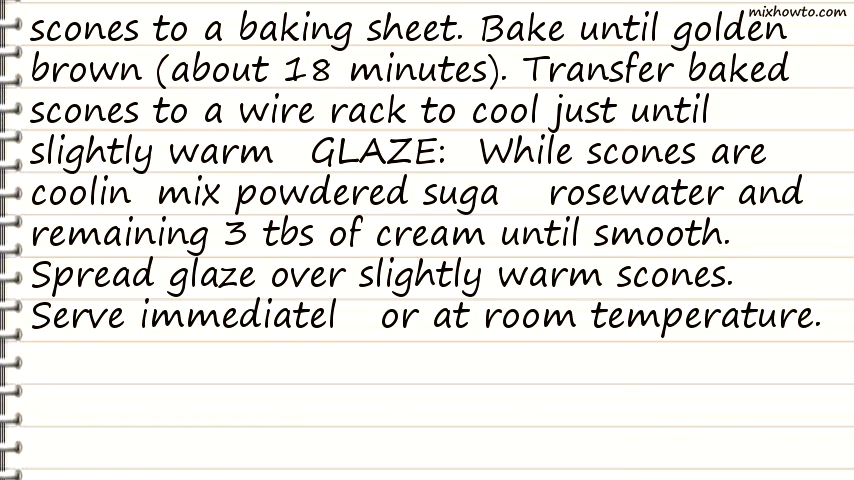 mixhowto.com
scones to a baking sheet. Bake until golden
brown (about 18 minutes). Transfer baked
scones to a wire rack to cool just until
slightly warm GLAZE: While scones are
coolin mix powdered suga rosewater and
remaining 3 tbs of cream until smooth.
Spread glaze over slightly warm scones.
Serve immediatel or at room temperature.